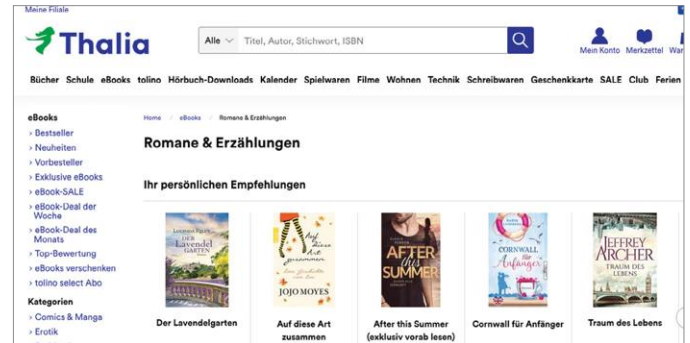 Meine Filiale
Thalia
Alle
Titel, Autor, Stichwort, ISBN
Mein Konto Merkzettel
Bücher Schule eBooks tolino Hörbuch-Downloads Kalender Spielwaren Filme Wohnen Technik Schreibwaren Geschenkkarte SALE Club Ferien
eBooks
› Bestseller
› Neuheiten
› Vorbesteller
› Exklusive eBooks
› eBook-SALE
› eBook-Deal der
Woche
› eBook-Deal des
Monats
› Top-Bewertung
› eBooks verschenken
› tolino select Abo
Kategorien
› Comics & Manga
› Erotik
Home / eBooks / Romane & Erzählungen
Romane & Erzählungen
Ihr persönlichen Empfehlungen
DER
Lavendel
GARTEN
Auf
diese
Art
zusammen
JOJO MOYES
AFTER
this
SUMMER
CORNWALL
für
Anfänger
JEFFREY
ARCHER
TRAUM DES
LEBENS
Der Lavendelgarten
Auf diese Art
zusammen
After this Summer
(exklusiv vorab lesen)
Cornwall für Anfänger
Traum des Lebens